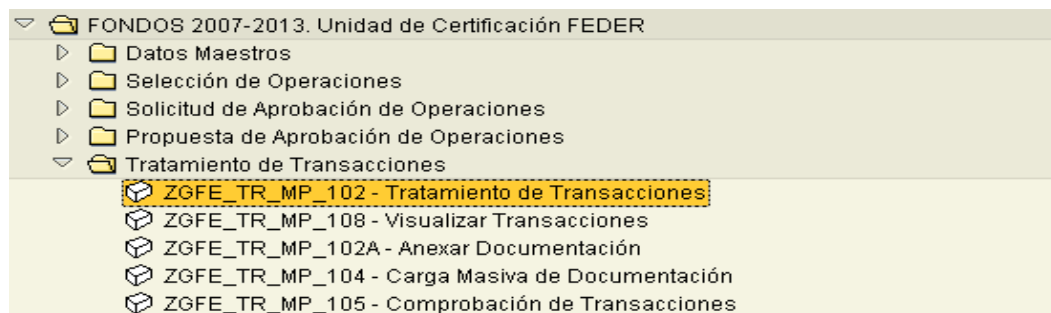 FONDOS 2007-2013. Unidad de Certificación FEDER
Datos Maestros
Selección de Operaciones
Solicitud de Aprobación de Operaciones
Propuesta de Aprobación de Operaciones
Tratamiento de Transacciones
ZGFE_TR_MP_102 - Tratamiento de Transacciones
ZGFE_TR_MP_108 - Visualizar Transacciones
ZGFE_TR_MP_102A - Anexar Documentación
ZGFE_TR_MP_104 - Carga Masiva de Documentación
ZGFE_TR_MP_105 - Comprobación de Transacciones